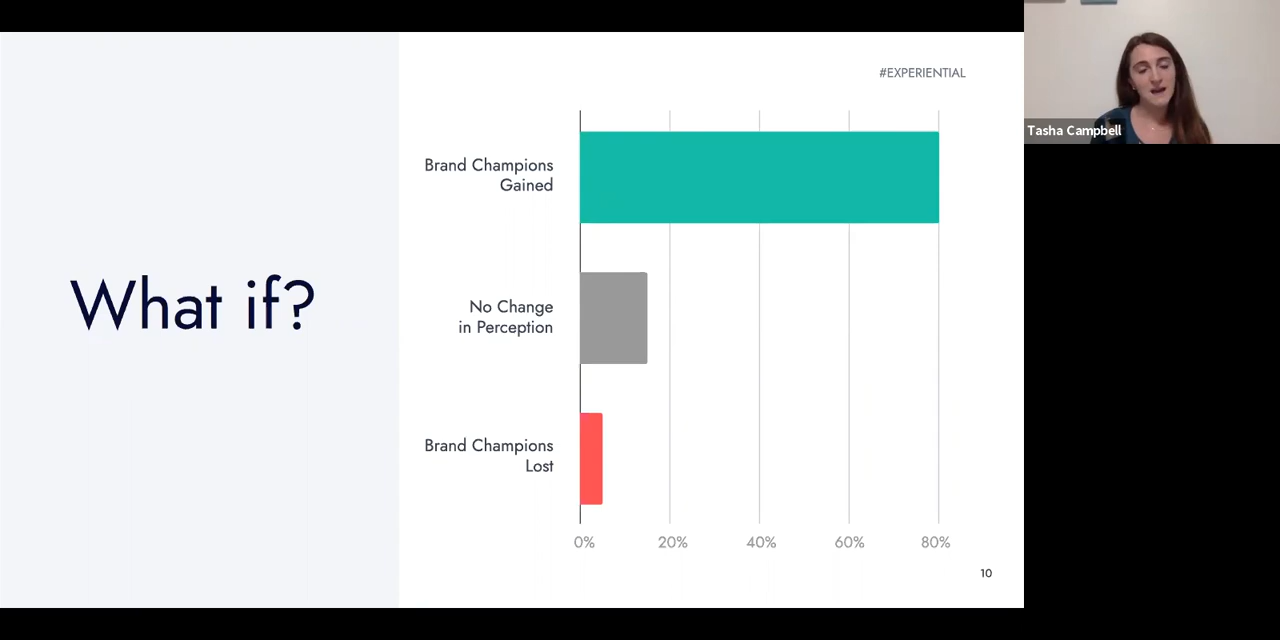 What if?
#EXPERIENTIAL
Brand Champions
Gained
No Change
in Perception
Brand Champions
Lost
0% 20% 40% 60% 80%
10
Tasha Campbell